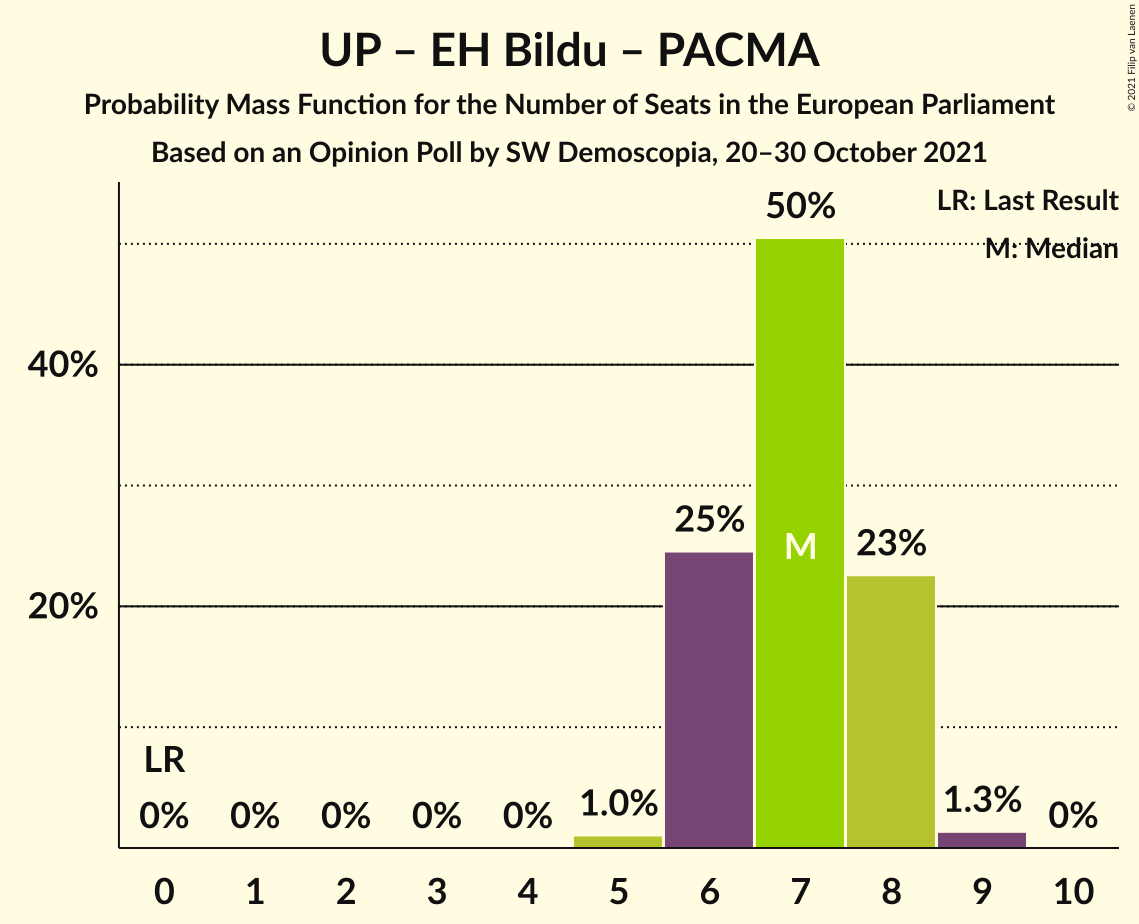 UP – EH Bildu – PACMA
Probability Mass Function for the Number of Seats in the European Parliament
Based on an Opinion Poll by SW Demoscopia, 20–30 October 2021
© 2021 Filip van Laenen
LR: Last Result
M: Median
40%
20%
LR
0%
0%
0%
0%
0%
1.0%
25%
50%
M
23%
1.3%
0%
0 1 2 3 4 5 6 7 8 9 10